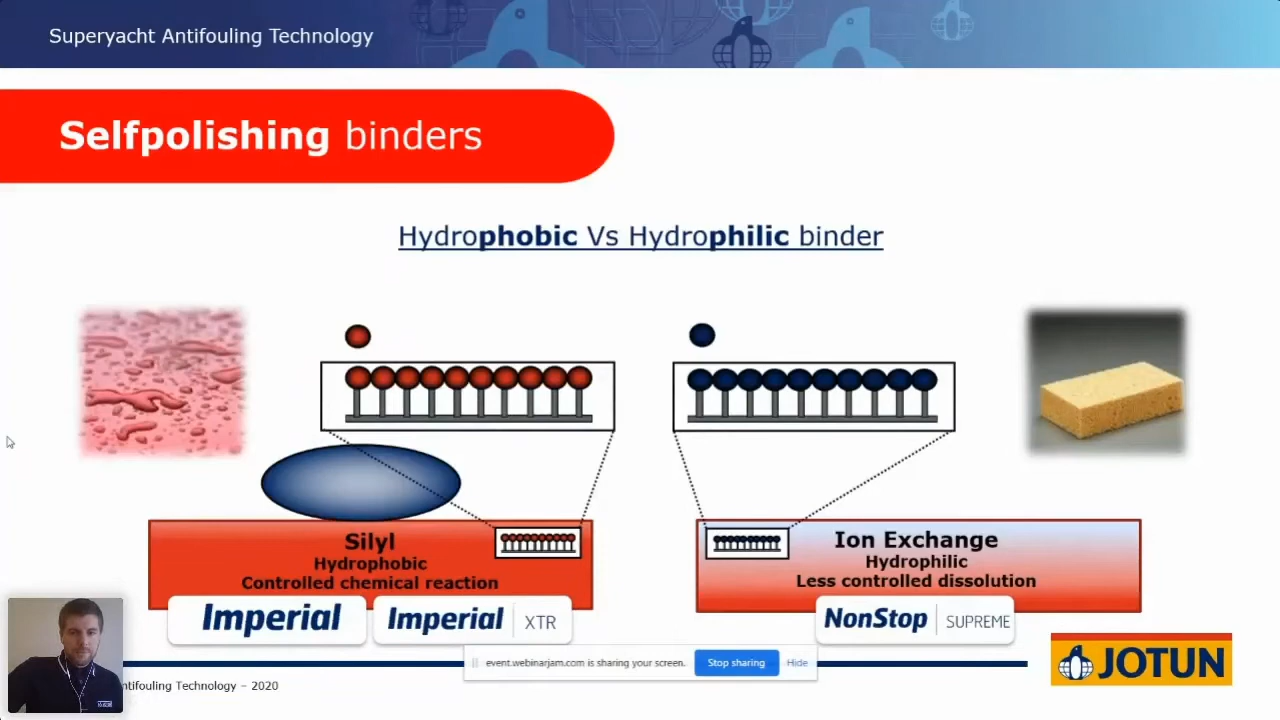 Superyacht Antifouling Technology
Selfpolishing binders
Hydrophobic Vs Hydrophilic binder
Silyl
Hydrophobic
Controlled chemical reaction
Imperial
Imperial XTR
Ion Exchange
Hydrophilic
Less controlled dissolution
NonStop SUPREME
event.webinarjam.com is sharing your screen. Stop sharing Hide
ntifouling Technology – 2020
JOTUN